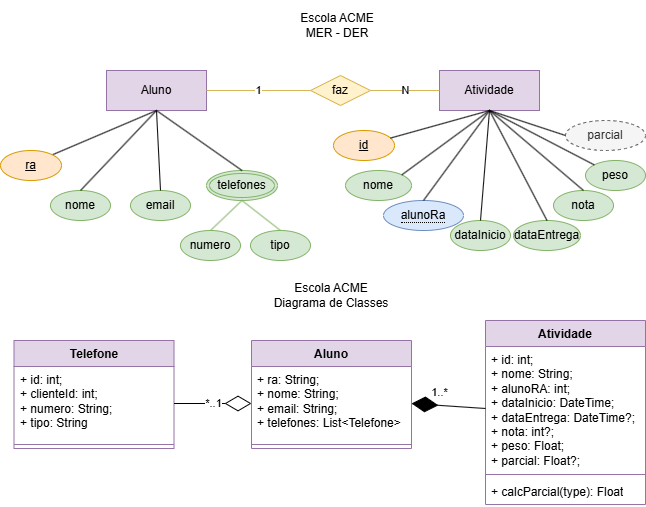 Escola ACME
MER - DER
Aluno
1
faz
N
Atividade
ra
nome
email
telefones
numero
tipo
id
nome
alunoRa
dataInicio
dataEntrega
nota
peso
parcial
Escola ACME
Diagrama de Classes
Telefone
+ id: int;
+ clienteId: int;
+ numero: String;
+ tipo: String
*..1
Aluno
+ ra: String;
+ nome: String;
+ email: String;
+ telefones: List<Telefone>
1..*
Atividade
+ id: int;
+ nome: String;
+ alunoRA: int;
+ dataInicio: DateTime;
+ dataEntrega: DateTime?;
+ nota: int?;
+ peso: Float;
+ parcial: Float?;
+ calcParcial(type): Float